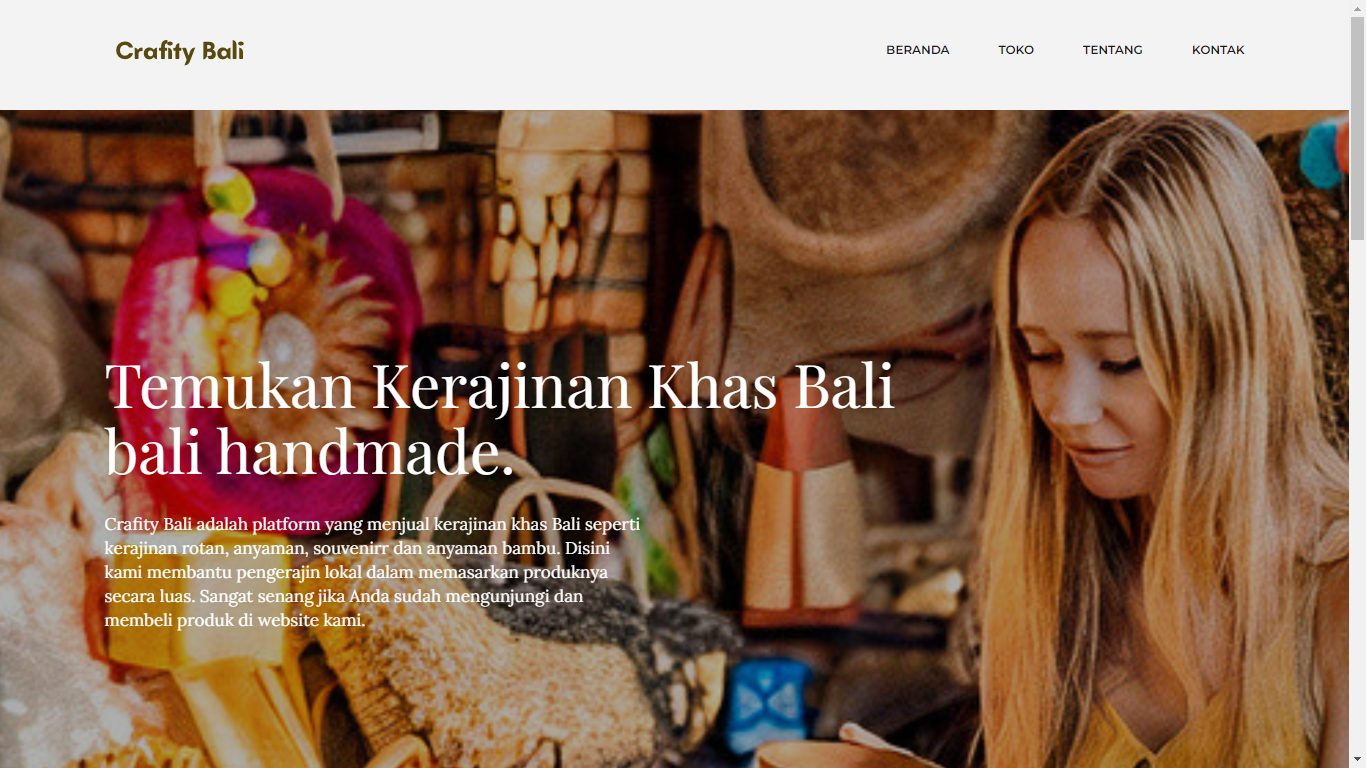 Crafity Bali
BERANDA
TOKO
TENTANG
KONTAK
Temukan Kerajinan Khas Bali
bali handmade.
Crafity Bali adalah platform yang menjual kerajinan khas Bali seperti
kerajinan rotan, anyaman, souvenirr dan anyaman bambu. Disini
kami membantu pengerajin lokal dalam memasarkan produknya
secara luas. Sangat senang jika Anda sudah mengunjungi dan
membeli produk di website kami.